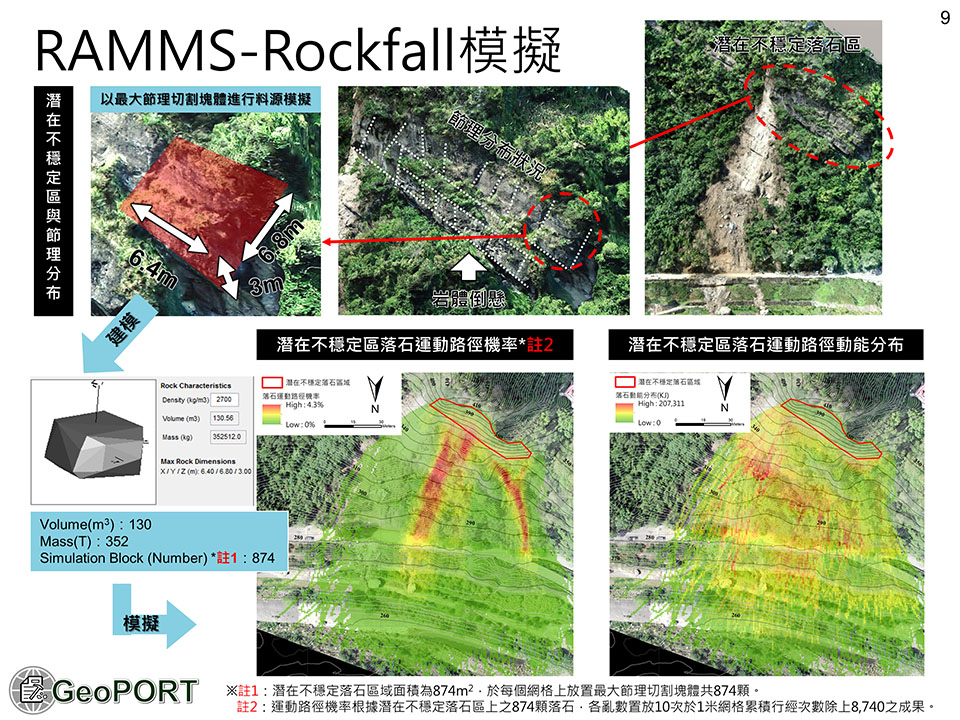 9
RAMMS-Rockfall模擬
潛在不穩定區與節理分布
以最大節理切割塊體進行料源模擬
6.4m
6.8m
3m
節理分布狀況
岩體倒懸
潛在不穩定落石區
建模
Rock Characteristics
Density (kg/m3) 2700
Volume (m3) 130.56
Mass (kg) 352512.0
Max Rock Dimensions
X / Y / Z (m): 6.40 / 6.80 / 3.00
Volume(m³):130
Mass(T):352
Simulation Block (Number) *註1:874
模擬
潛在不穩定區落石運動路徑機率*註2
潛在不穩定落石區域
落石運動路徑機率
High : 4.3%
Low : 0%
N
410
390
300
290
280
260
潛在不穩定區落石運動路徑動能分布
潛在不穩定落石區域
落石動能分布(KJ)
High : 207,311
Low : 0
N
410
390
290
280
260
GeoPORT
※註1:潛在不穩定落石區域面積為874m²,於每個網格上放置最大節理切割塊體共874顆。
註2:運動路徑機率根據潛在不穩定落石區上之874顆落石,各亂數置放10次於1米網格累積行經次數除上8,740之成果。